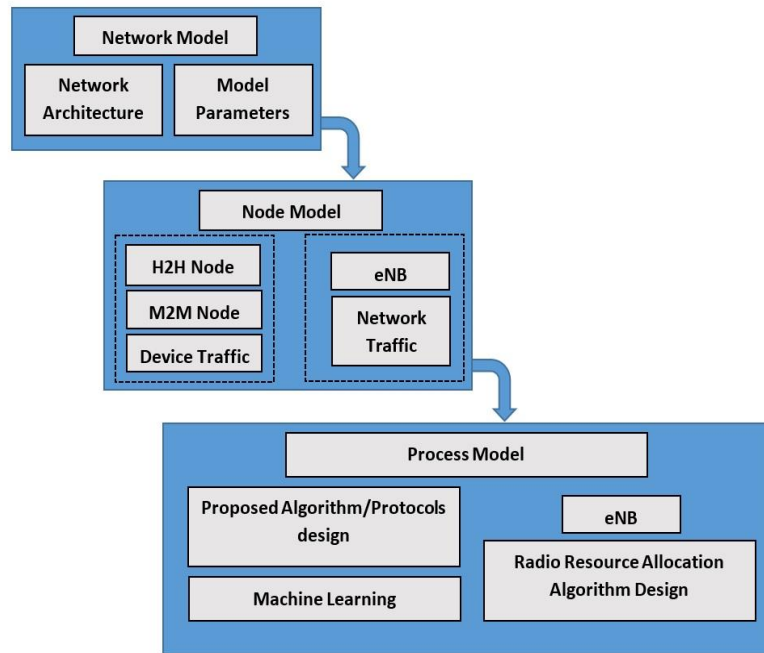 Network Model
Network
Architecture
Model
Parameters
Node Model
H2H Node
M2M Node
Device Traffic
eNB
Network
Traffic
Process Model
Proposed Algorithm/Protocols
design
Machine Learning
eNB
Radio Resource Allocation
Algorithm Design